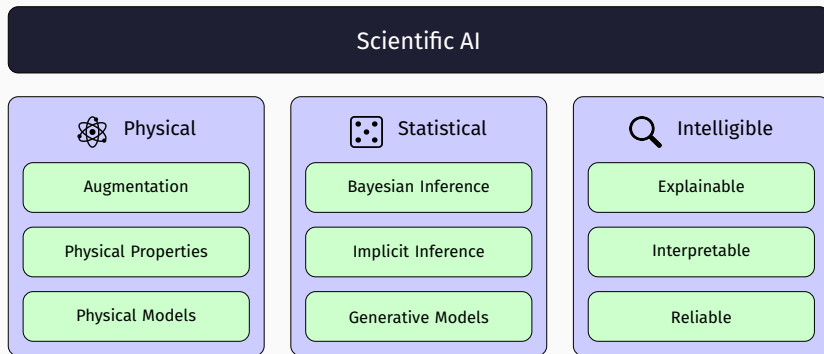 Scientific AI
Physical
Augmentation
Physical Properties
Physical Models
Statistical
Bayesian Inference
Implicit Inference
Generative Models
Intelligible
Explainable
Interpretable
Reliable